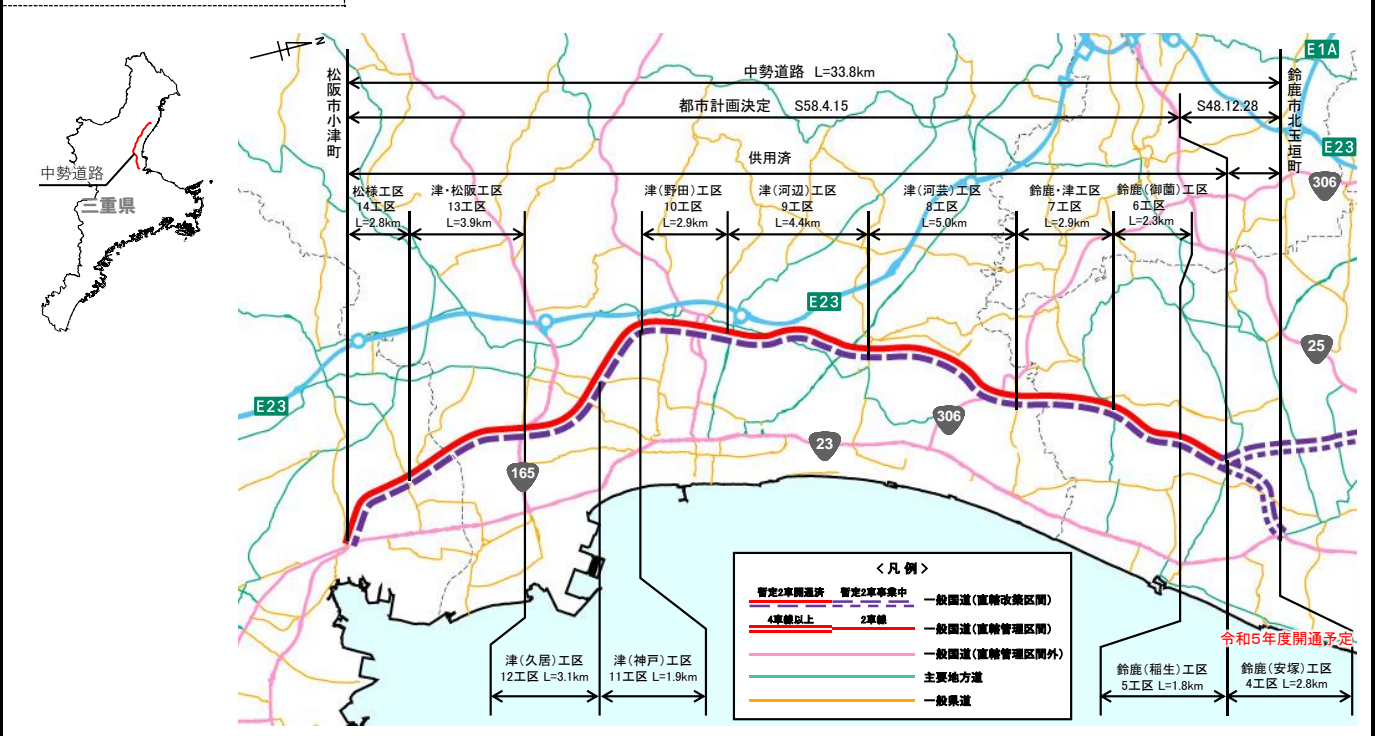 N
中勢道路
三重県
松阪市小津町
鈴鹿市北玉垣町
中勢道路 L=33.8km
都市計画決定 S58.4.15
S48.12.28
供用済
松様工区
14工区
L=2.8km
津・松阪工区
13工区
L=3.9km
津(野田)工区
10工区
L=2.9km
津(河辺)工区
9工区
L=4.4km
津(河芸)工区
8工区
L=5.0km
鈴鹿・津工区
7工区
L=2.9km
鈴鹿(御薗)工区
6工区
L=2.3km
E1A
E23
306
25
E23
E23
306
23
165
<凡 例>
暫定2車開通済 暫定2車事業中
一般国道(直轄改築区間)
4車線以上 2車線
一般国道(直轄管理区間)
一般国道(直轄管理区間外)
主要地方道
一般県道
令和5年度開通予定
津(久居)工区
12工区 L=3.1km
津(神戸)工区
11工区 L=1.9km
鈴鹿(稲生)工区
5工区 L=1.8km
鈴鹿(安塚)工区
4工区 L=2.8km